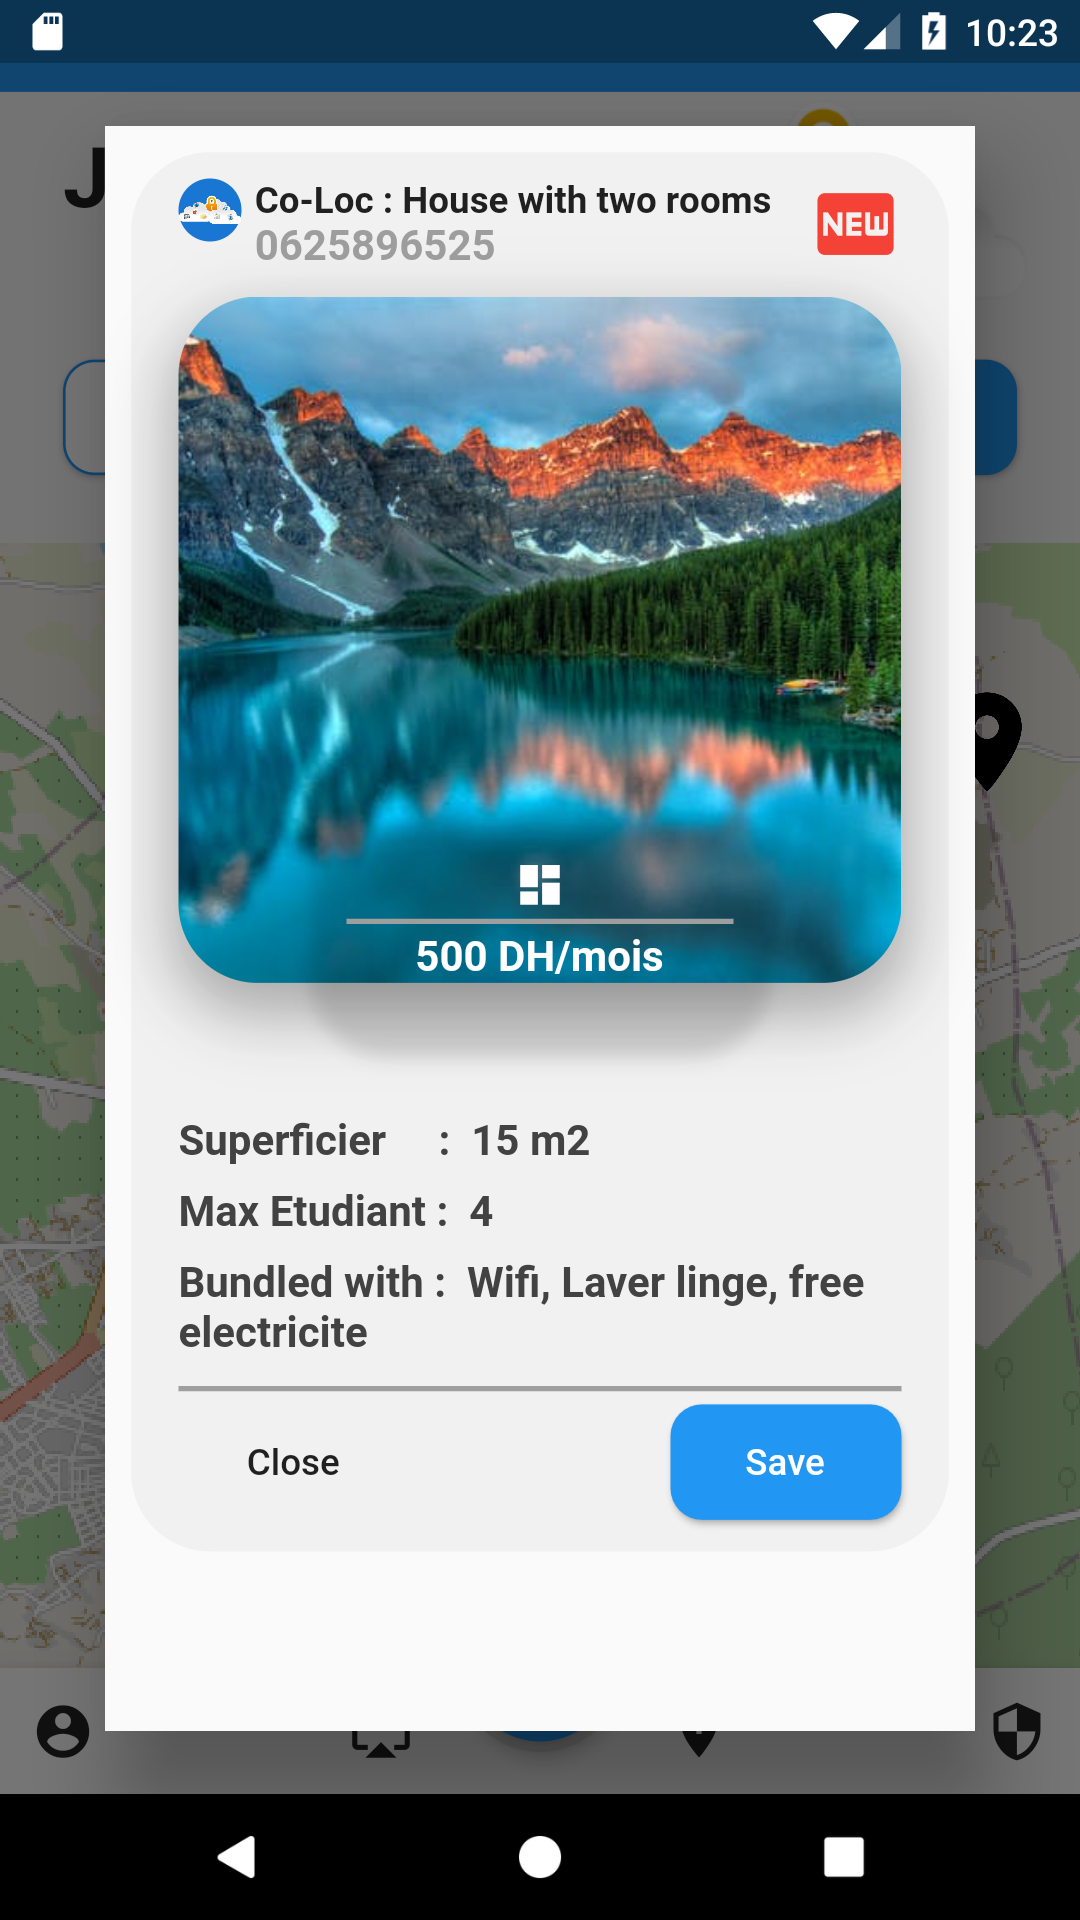 10:23
J
Co-Loc : House with two rooms
0625896525
NEW
500 DH/mois
Superficier : 15 m2
Max Etudiant : 4
Bundled with : Wifi, Laver linge, free
electricite
Close
Save